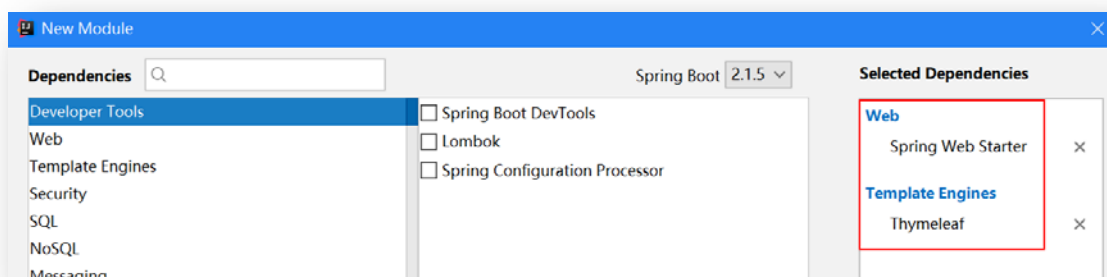 New Module
Dependencies
Spring Boot 2.1.5
Selected Dependencies
Developer Tools
Web
Template Engines
Security
SQL
NoSQL
Messaging
Spring Boot DevTools
Lombok
Spring Configuration Processor
Web
Spring Web Starter
Template Engines
Thymeleaf